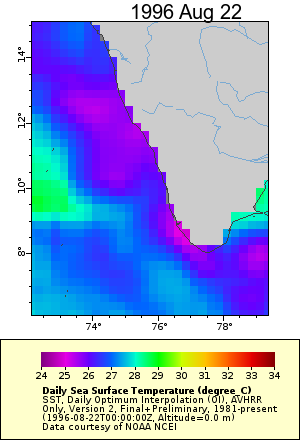 1996 Aug 22
14°
12°
10°
8°
74°
76°
78°
24 25 26 27 28 29 30 31 32 33 34
Daily Sea Surface Temperature (degree_C)
SST, Daily Optimum Interpolation (OI), AVHRR
Only, Version 2, Final+Preliminary, 1981-present
(1996-08-22T00:00:00Z, Altitude=0.0 m)
Data courtesy of NOAA NCEI